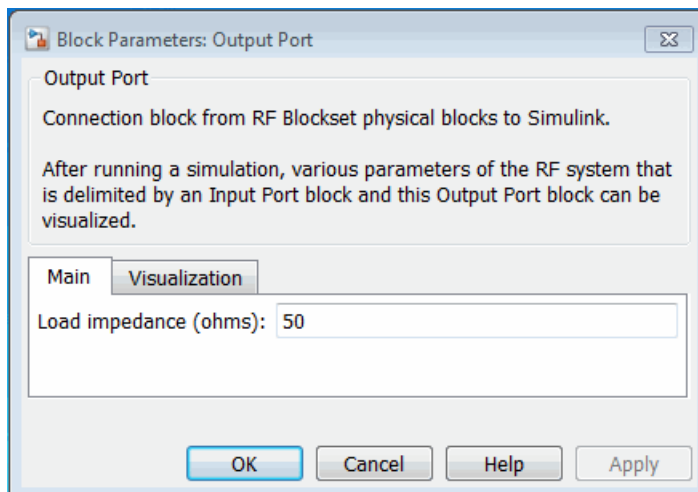 Block Parameters: Output Port
Output Port
Connection block from RF Blockset physical blocks to Simulink.
After running a simulation, various parameters of the RF system that
is delimited by an Input Port block and this Output Port block can be
visualized.
Main Visualization
Load impedance (ohms): 50
OK Cancel Help Apply